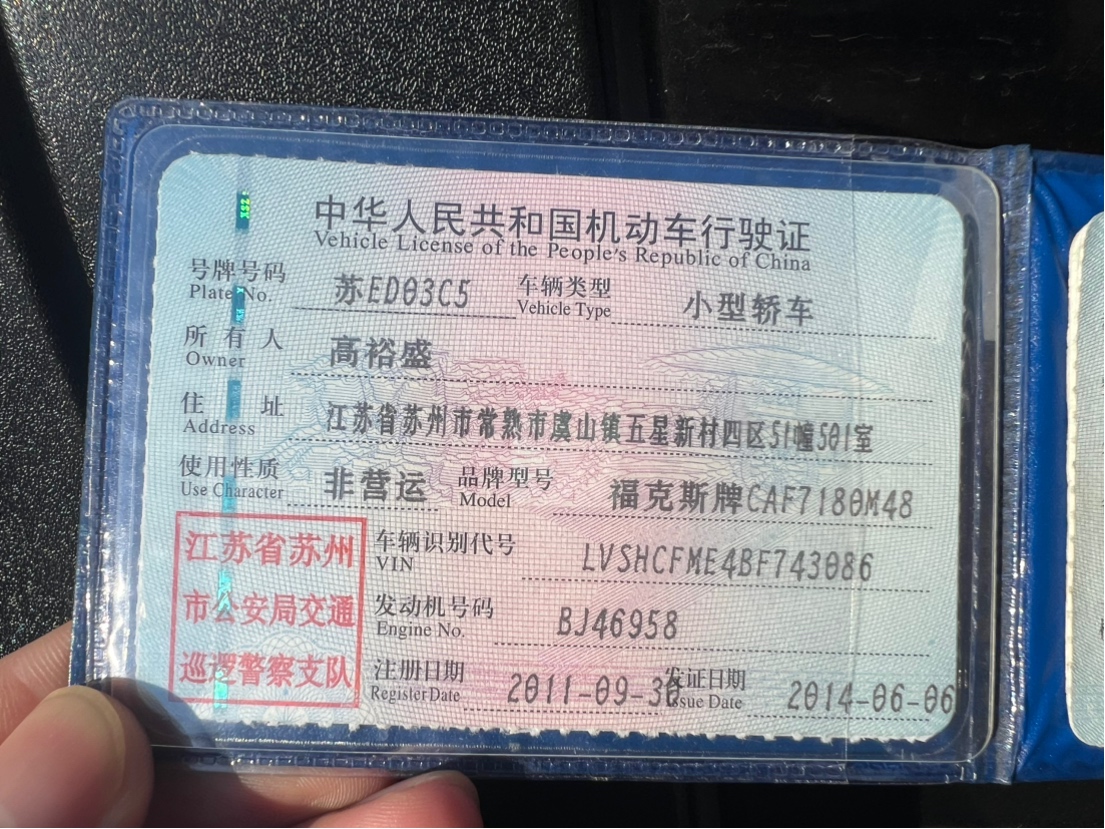 中华人民共和国机动车行驶证
Vehicle License of the People's Republic of China
号牌号码 苏ED03C5 车辆类型 小型轿车
Plate No. Vehicle Type
所有人 高裕盛
Owner
住址 江苏省苏州市常熟市虞山镇五星新村四区51幢501室
Address
使用性质 非营运 品牌型号 福克斯牌CAF7180M48
Use Character Model
江苏省苏州
市公安局交通
巡逻警察支队
车辆识别代号 LVSHCFME4BF743086
VIN
发动机号码 BJ46958
Engine No.
注册日期 2011-09-30 发证日期 2014-06-06
Register Date Issue Date